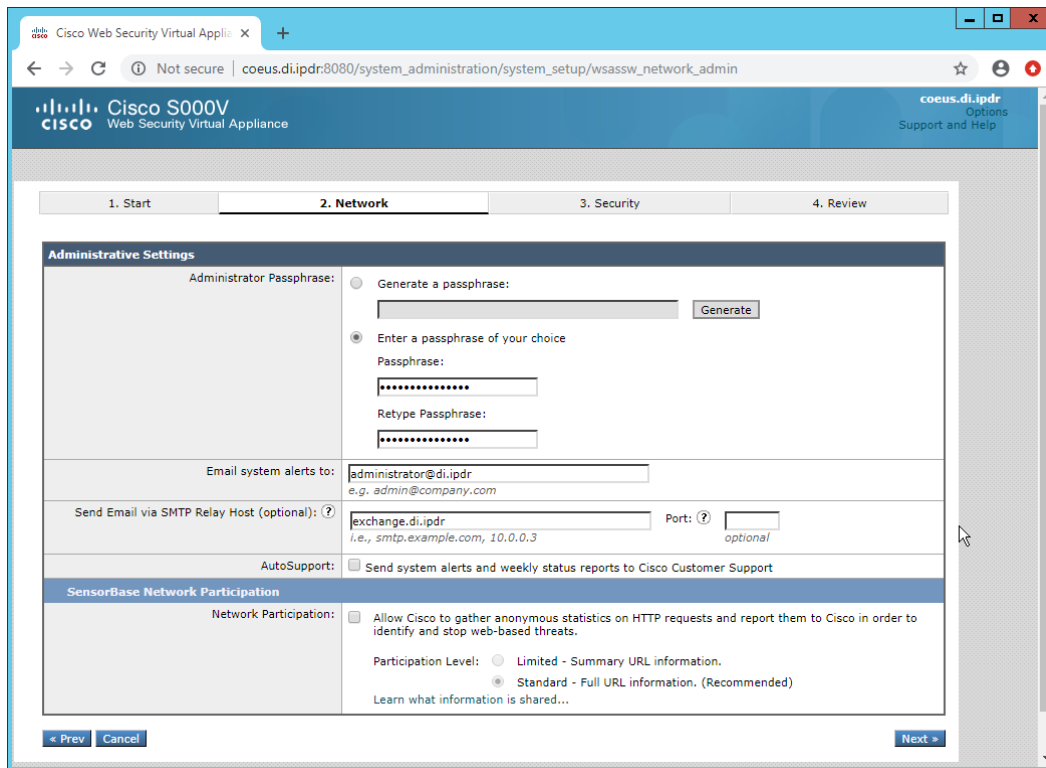 Cisco Web Security Virtual Applia
Not secure | coeus.di.ipdr:8080/system_administration/system_setup/wsassw_network_admin
cisco
Cisco S000V
Web Security Virtual Appliance
coeus.di.ipdr
Options
Support and Help
1. Start 2. Network 3. Security 4. Review
Administrative Settings
Administrator Passphrase:
Generate a passphrase:
Generate
Enter a passphrase of your choice
Passphrase:
•••••••••••••••
Retype Passphrase:
•••••••••••••••
Email system alerts to:
administrator@di.ipdr
e.g. admin@company.com
Send Email via SMTP Relay Host (optional): ?
exchange.di.ipdr Port: ?
i.e., smtp.example.com, 10.0.0.3 optional
AutoSupport: Send system alerts and weekly status reports to Cisco Customer Support
SensorBase Network Participation
Network Participation: Allow Cisco to gather anonymous statistics on HTTP requests and report them to Cisco in order to
identify and stop web-based threats.
Participation Level: Limited - Summary URL information.
Standard - Full URL information. (Recommended)
Learn what information is shared...
« Prev Cancel Next »